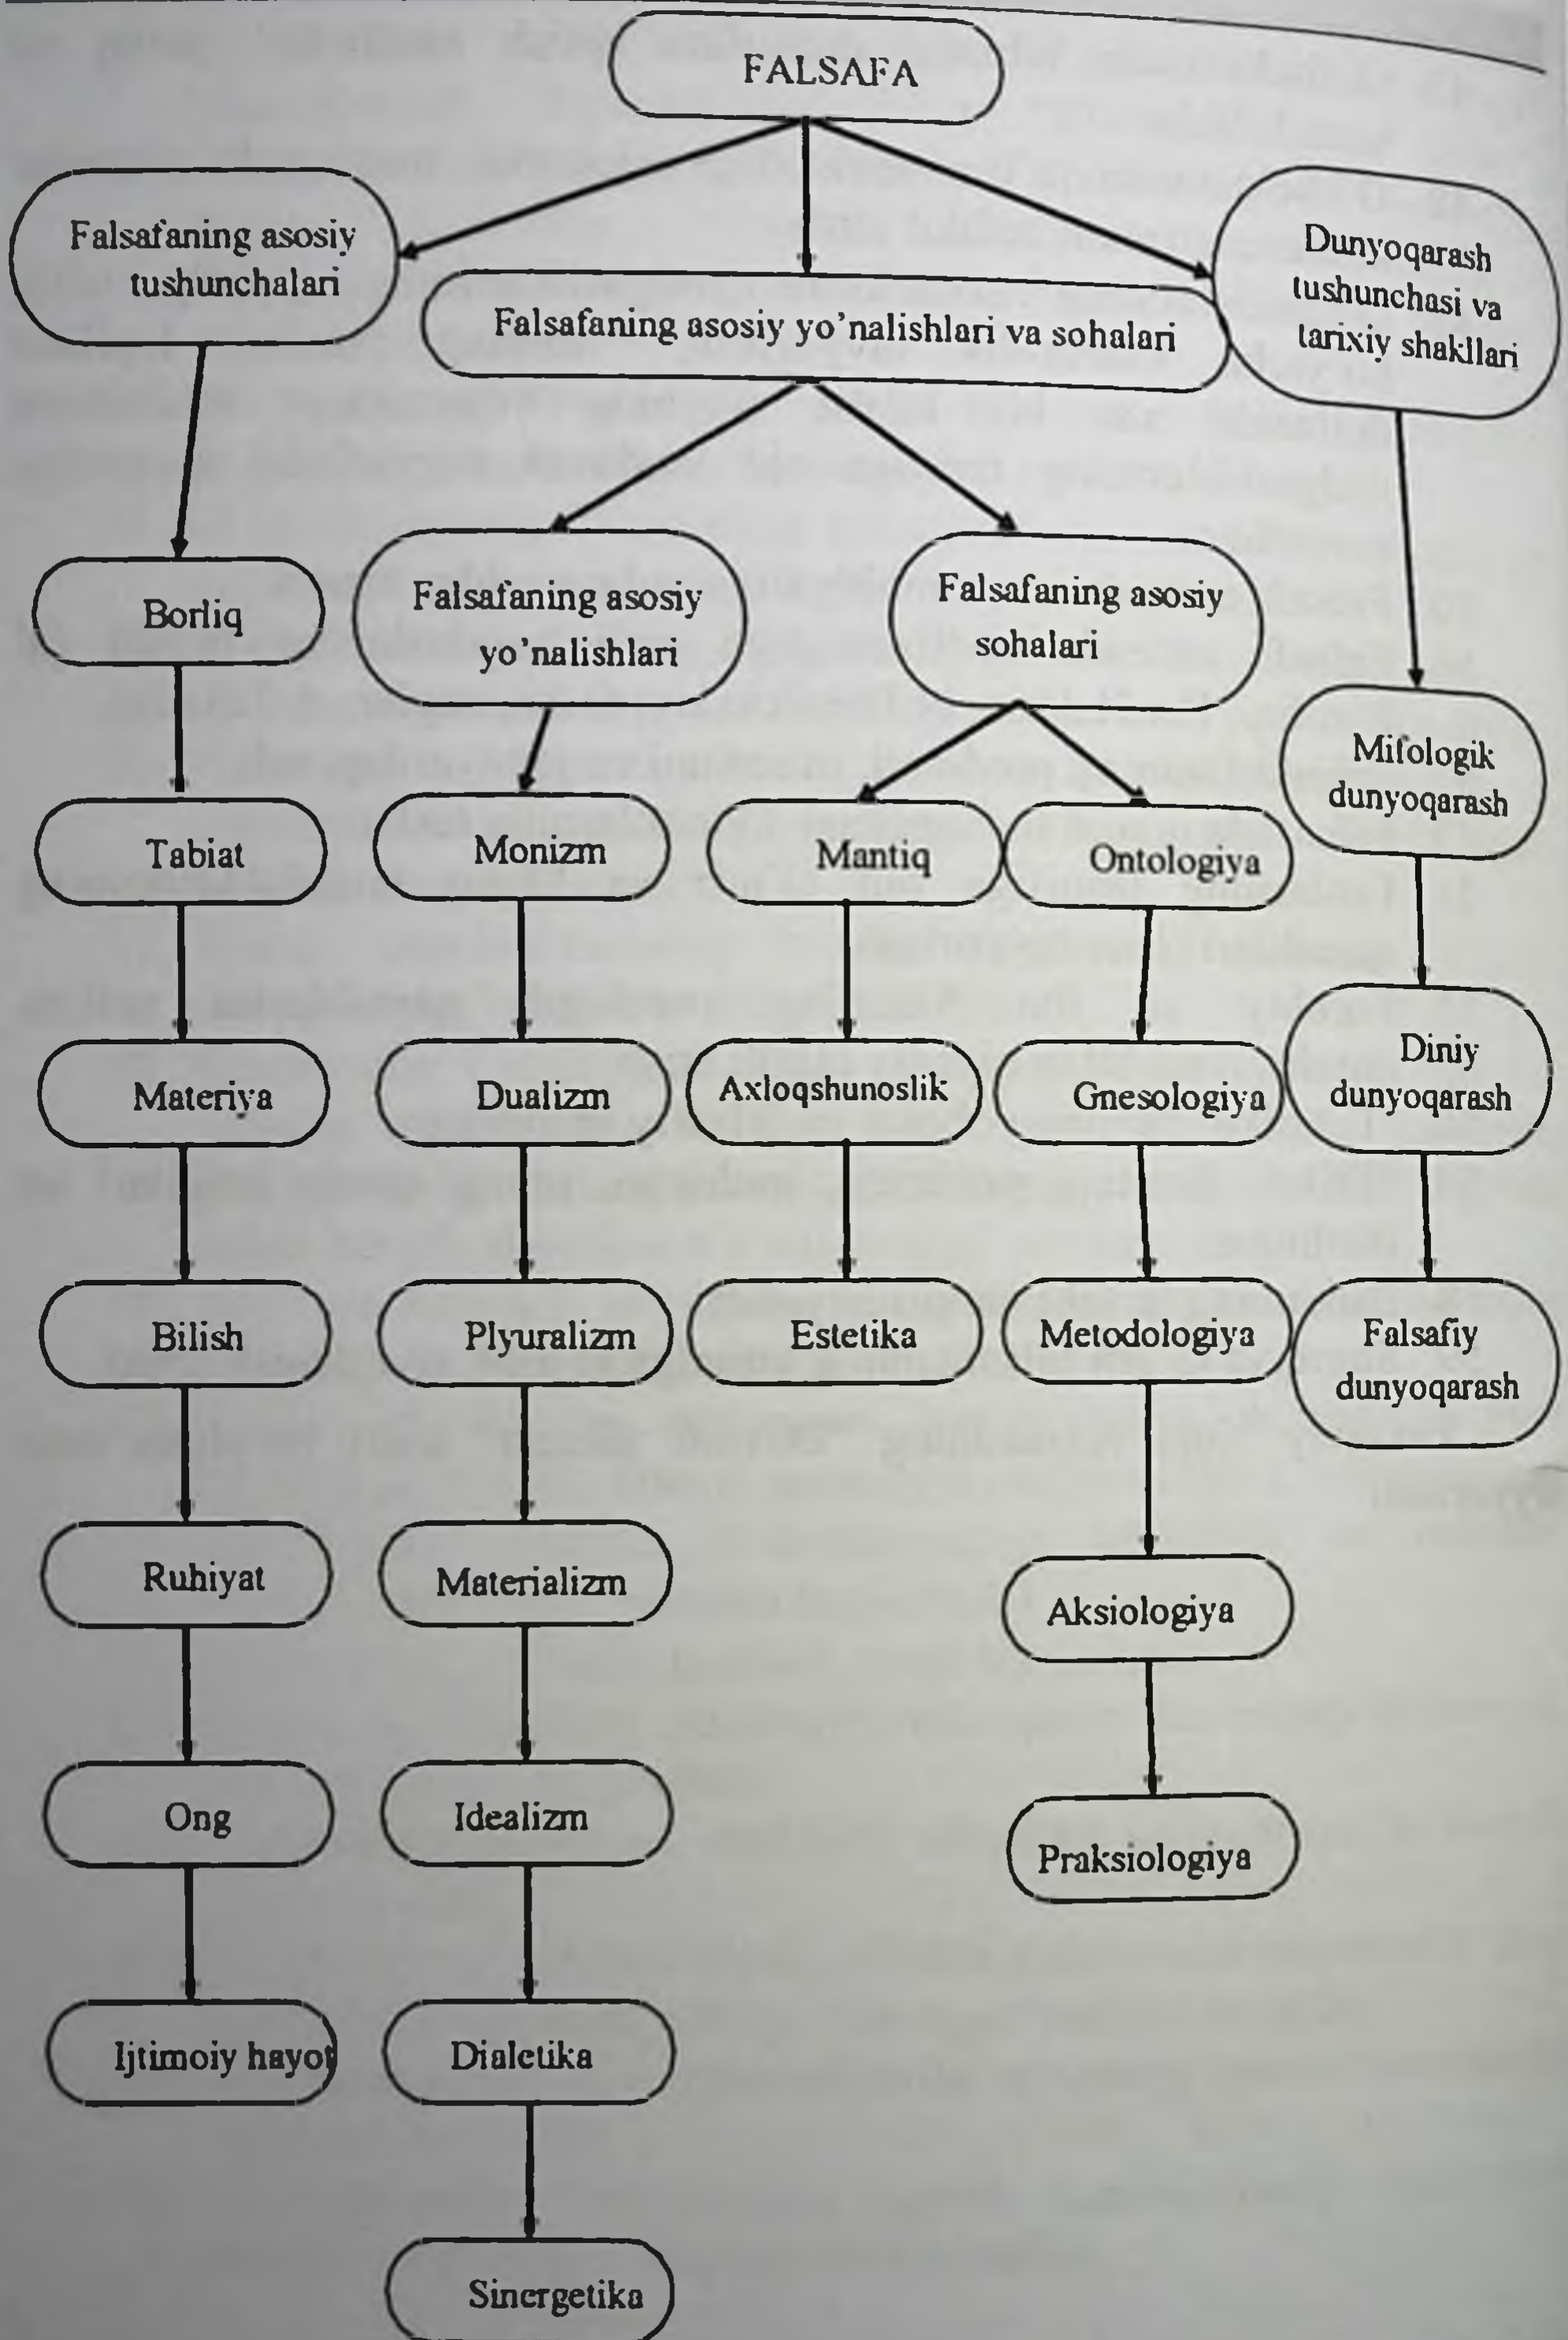 FALSAFA
Falsafaning asosiy
tushunchalari
Falsafaning asosiy yo’nalishlari va sohalari
Dunyoqarash
tushunchasi va
tarixiy shakllari
Borliq
Falsafaning asosiy
yo’nalishlari
Falsafaning asosiy
sohalari
Mifologik
dunyoqarash
Tabiat
Monizm
Mantiq
Ontologiya
Diniy
dunyoqarash
Materiya
Dualizm
Axloqshunoslik
Gnesologiya
Bilish
Plyuralizm
Estetika
Metodologiya
Falsafiy
dunyoqarash
Ruhiyat
Materializm
Aksiologiya
Ong
Idealizm
Praksiologiya
Ijtimoiy hayot
Dialetika
Sinergetika